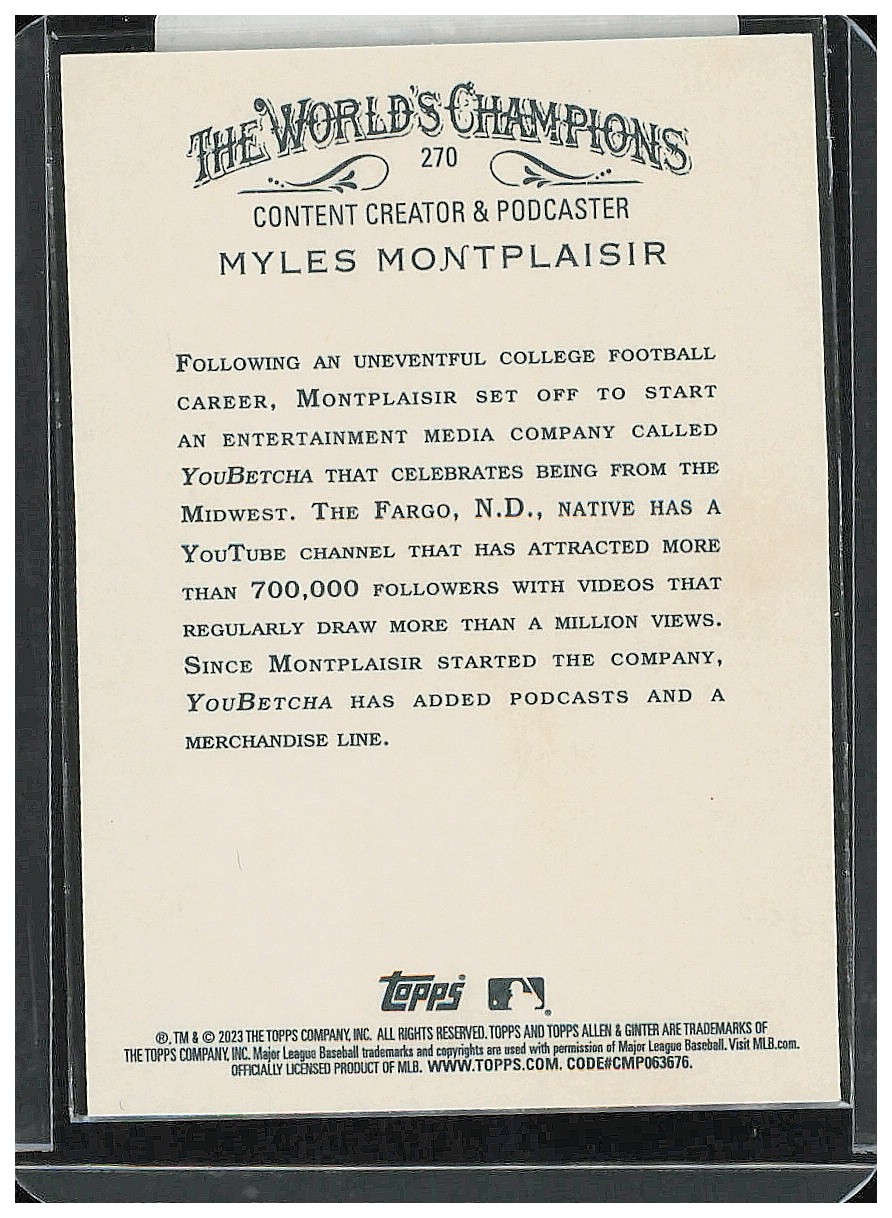 THE WORLD'S CHAMPIONS
270
CONTENT CREATOR & PODCASTER
MYLES MONTPLAISIR
FOLLOWING AN UNEVENTFUL COLLEGE FOOTBALL
CAREER, MONTPLAISIR SET OFF TO START
AN ENTERTAINMENT MEDIA COMPANY CALLED
YOUBETCHA THAT CELEBRATES BEING FROM THE
MIDWEST. THE FARGO, N.D., NATIVE HAS A
YOUTUBE CHANNEL THAT HAS ATTRACTED MORE
THAN 700,000 FOLLOWERS WITH VIDEOS THAT
REGULARLY DRAW MORE THAN A MILLION VIEWS.
SINCE MONTPLAISIR STARTED THE COMPANY,
YOUBETCHA HAS ADDED PODCASTS AND A
MERCHANDISE LINE.
Topps
®, TM & © 2023 THE TOPPS COMPANY, INC. ALL RIGHTS RESERVED. TOPPS AND TOPPS ALLEN & GINTER ARE TRADEMARKS OF
THE TOPPS COMPANY, INC. Major League Baseball trademarks and copyrights are used with permission of Major League Baseball. Visit MLB.com.
OFFICIALLY LICENSED PRODUCT OF MLB. WWW.TOPPS.COM. CODE#CMP063676.